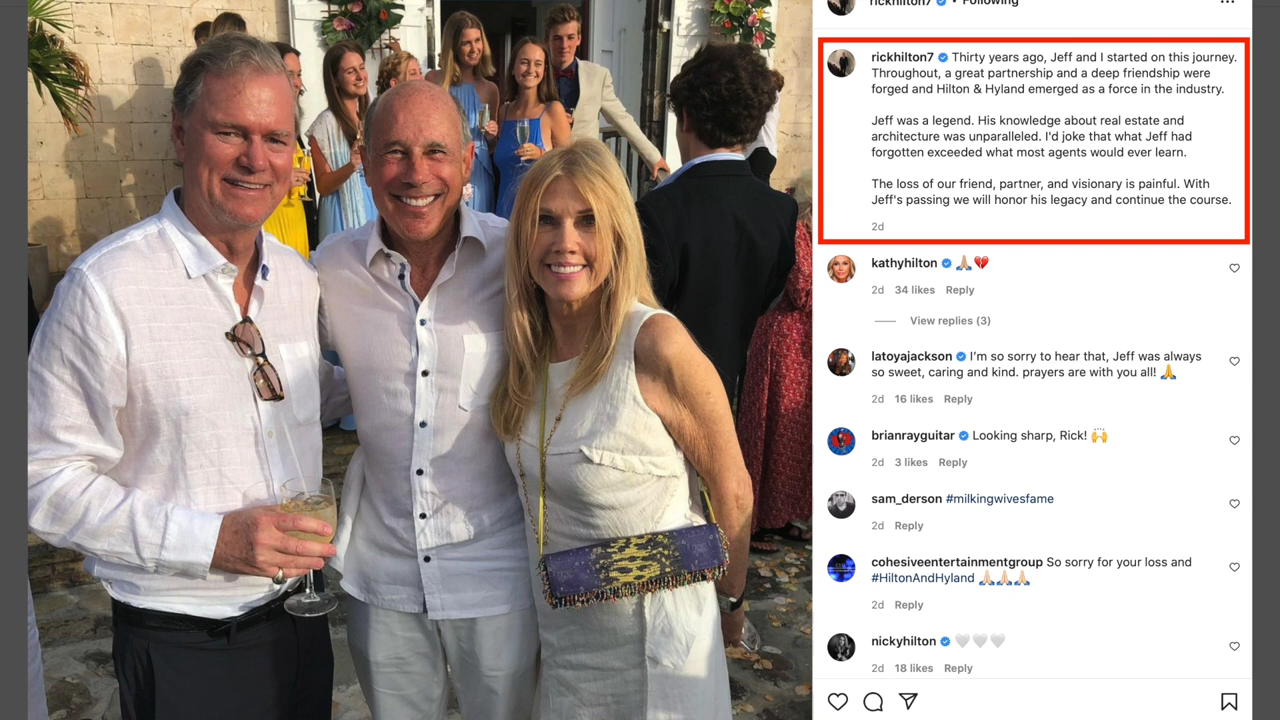 rickhilton7 • Following
rickhilton7 Thirty years ago, Jeff and I started on this journey.
Throughout, a great partnership and a deep friendship were
forged and Hilton & Hyland emerged as a force in the industry.
Jeff was a legend. His knowledge about real estate and
architecture was unparalleled. I'd joke that what Jeff had
forgotten exceeded what most agents would ever learn.
The loss of our friend, partner, and visionary is painful. With
Jeff's passing we will honor his legacy and continue the course.
2d
kathyhilton 🙏🏼💔
2d 34 likes Reply
View replies (3)
latoyajackson I’m so sorry to hear that, Jeff was always
so sweet, caring and kind. prayers are with you all! 🙏
2d 16 likes Reply
brianrayguitar Looking sharp, Rick! 🙌
2d 3 likes Reply
sam_derson #milkingwivesfame
2d Reply
cohesiveentertainmentgroup So sorry for your loss and
#HiltonAndHyland 🙏🏻🙏🏻🙏🏻
2d Reply
nickyhilton 🤍🤍🤍
2d 18 likes Reply